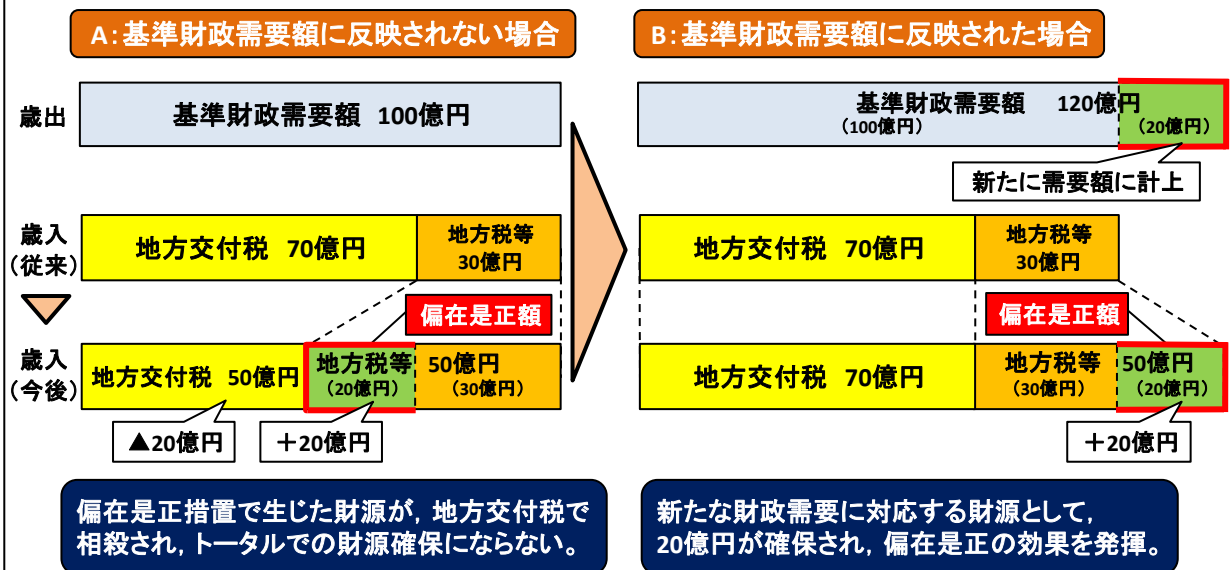 A:基準財政需要額に反映されない場合
B:基準財政需要額に反映された場合
歳出
基準財政需要額 100億円
基準財政需要額 120億円
(100億円)
(20億円)
新たに需要額に計上
歳入
(従来)
地方交付税 70億円
地方税等
30億円
地方交付税 70億円
地方税等
30億円
偏在是正額
偏在是正額
歳入
(今後)
地方交付税 50億円
地方税等 50億円
(20億円)
(30億円)
地方交付税 70億円
地方税等 50億円
(30億円)
(20億円)
▲20億円
+20億円
+20億円
偏在是正措置で生じた財源が,地方交付税で
相殺され,トータルでの財源確保にならない。
新たな財政需要に対応する財源として,
20億円が確保され,偏在是正の効果を発揮。